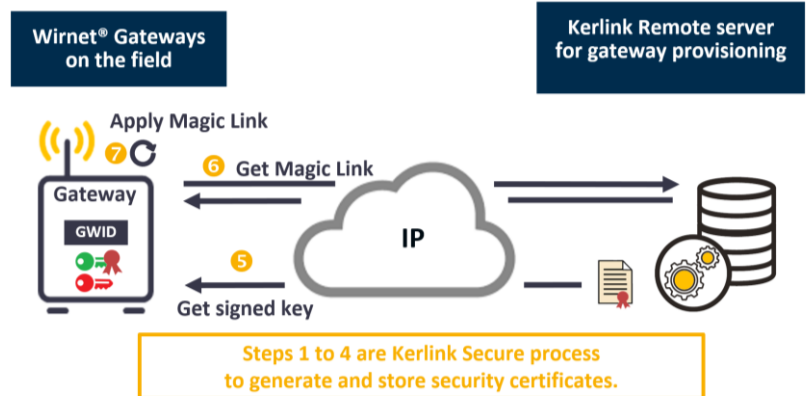 Wirnet® Gateways
on the field
Kerlink Remote server
for gateway provisioning
Apply Magic Link
7
6 Get Magic Link
Gateway
GWID
IP
5
Get signed key
Steps 1 to 4 are Kerlink Secure process
to generate and store security certificates.